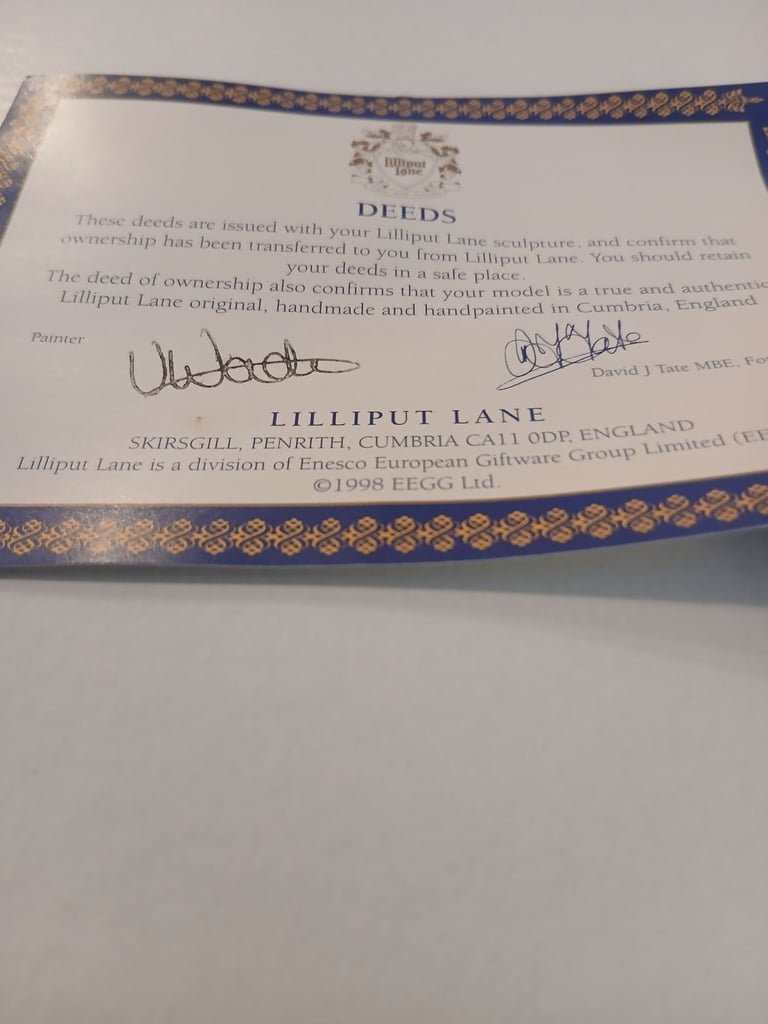 Lilliput
Lane
DEEDS
These deeds are issued with your Lilliput Lane sculpture, and confirm that
ownership has been transferred to you from Lilliput Lane. You should retain
your deeds in a safe place.
The deed of ownership also confirms that your model is a true and authentic
Lilliput Lane original, handmade and handpainted in Cumbria, England
Painter
David J Tate MBE, Fo
LILLIPUT LANE
SKIRSGILL, PENRITH, CUMBRIA CA11 0DP, ENGLAND
Lilliput Lane is a division of Enesco European Giftware Group Limited (EE
©1998 EEGG Ltd.